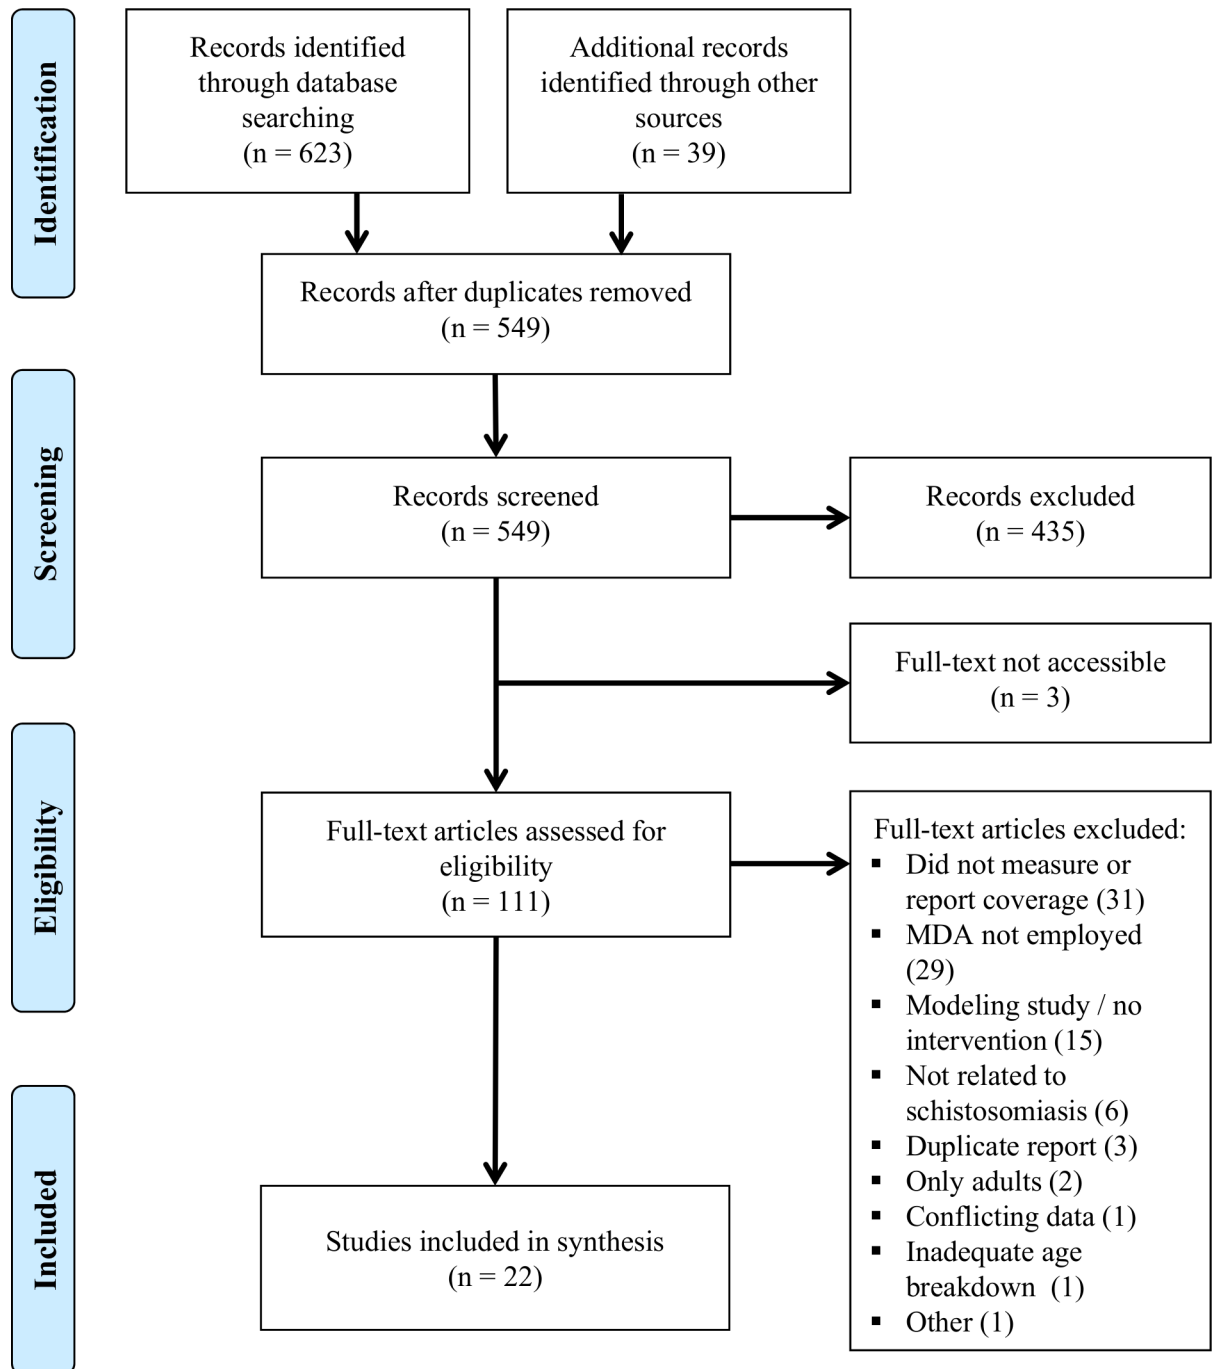 Identification
Records identified
through database
searching
(n = 623)
Additional records
identified through other
sources
(n = 39)
Records after duplicates removed
(n = 549)
Screening
Records screened
(n = 549)
Records excluded
(n = 435)
Full-text not accessible
(n = 3)
Eligibility
Full-text articles assessed for
eligibility
(n = 111)
Full-text articles excluded:
▪ Did not measure or
report coverage (31)
▪ MDA not employed
(29)
▪ Modeling study / no
intervention (15)
▪ Not related to
schistosomiasis (6)
▪ Duplicate report (3)
▪ Only adults (2)
▪ Conflicting data (1)
▪ Inadequate age
breakdown (1)
▪ Other (1)
Included
Studies included in synthesis
(n = 22)